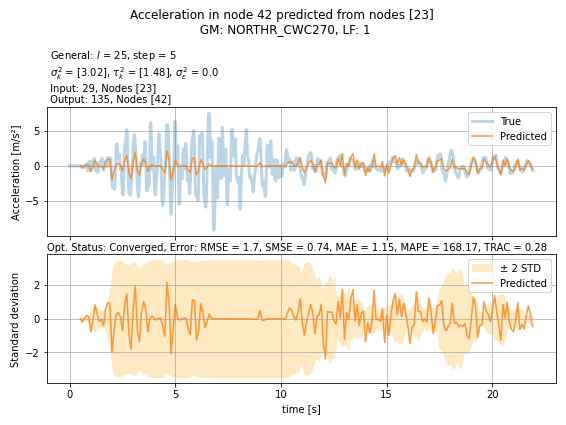 Acceleration in node 42 predicted from nodes [23]
GM: NORTHR_CWC270, LF: 1
General: l = 25, step = 5
σ²ₖ = [3.02], τ²ₖ = [1.48], σ²ε = 0.0
Input: 29, Nodes [23]
Output: 135, Nodes [42]
Acceleration [m/s²]
5
0
−5
True
Predicted
Opt. Status: Converged, Error: RMSE = 1.7, SMSE = 0.74, MAE = 1.15, MAPE = 168.17, TRAC = 0.28
Standard deviation
2
0
−2
± 2 STD
Predicted
0 5 10 15 20
time [s]